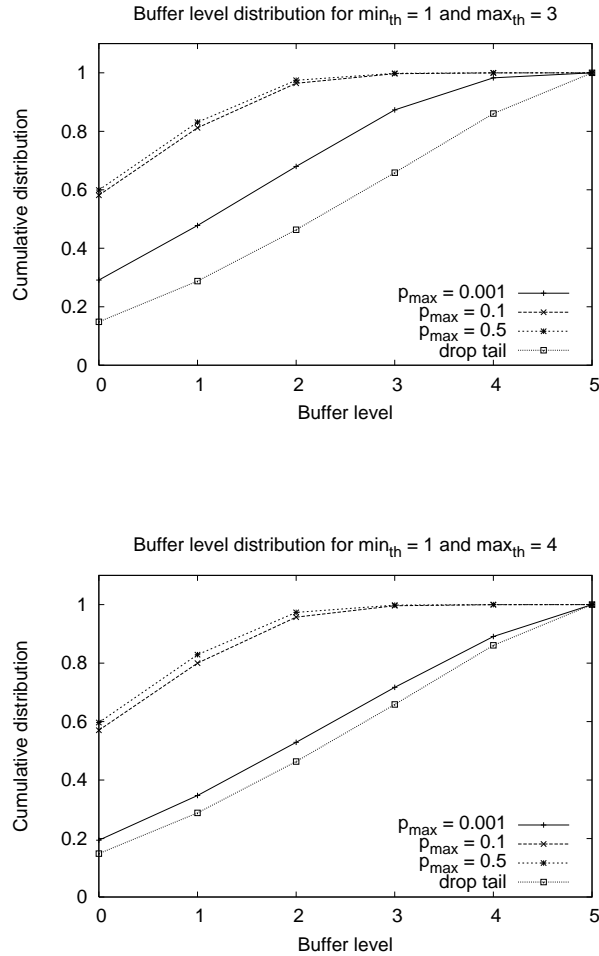 Buffer level distribution for min_th = 1 and max_th = 3
1
0.8
0.6
0.4
0.2
0
Cumulative distribution
p_max = 0.001
p_max = 0.1
p_max = 0.5
drop tail
0 1 2 3 4 5
Buffer level
Buffer level distribution for min_th = 1 and max_th = 4
1
0.8
0.6
0.4
0.2
0
Cumulative distribution
p_max = 0.001
p_max = 0.1
p_max = 0.5
drop tail
0 1 2 3 4 5
Buffer level